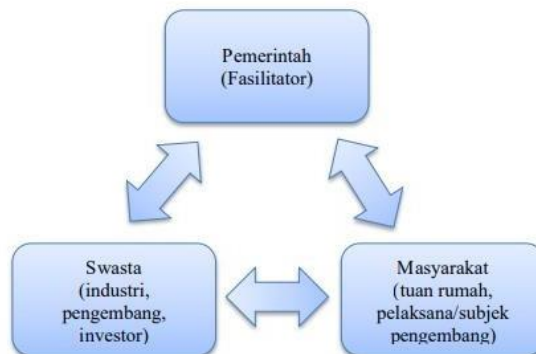 Pemerintah
(Fasilitator)
Swasta
(industri,
pengembang,
investor)
Masyarakat
(tuan rumah,
pelaksana/subjek
pengembang)